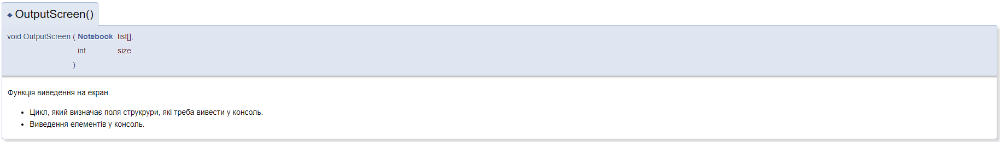 ◆ OutputScreen()
void OutputScreen ( Notebook list[],
int size
)
Функція виведення на екран.
• Цикл, який визначає поля струкрури, які треба вивести у консоль.
• Виведення елементів у консоль.